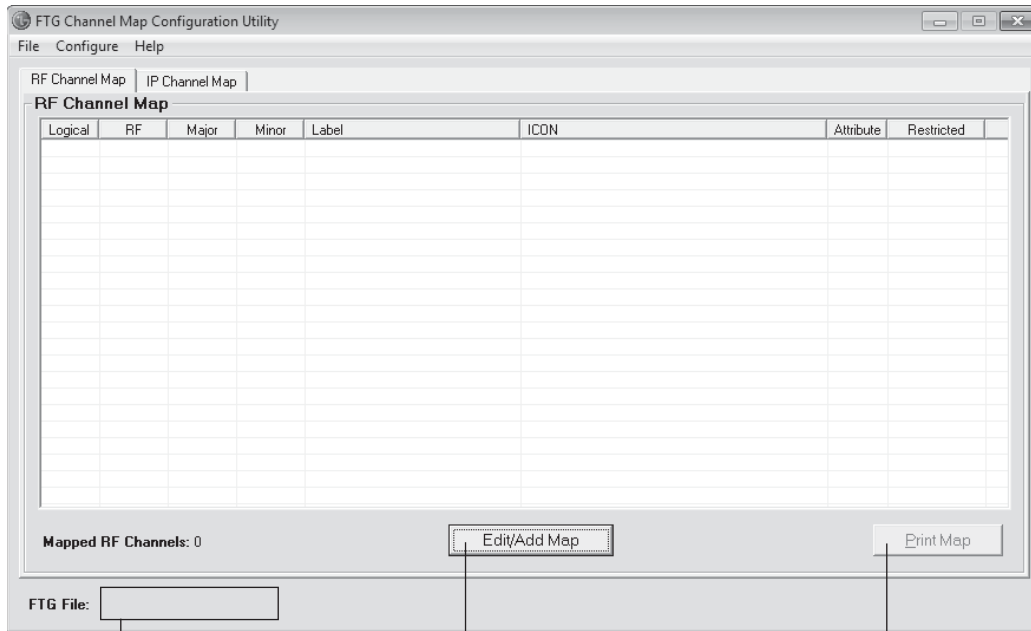 FTG Channel Map Configuration Utility
File Configure Help
RF Channel Map IP Channel Map
RF Channel Map
Logical RF Major Minor Label ICON Attribute Restricted
Mapped RF Channels: 0 Edit/Add Map Print Map
FTG File: